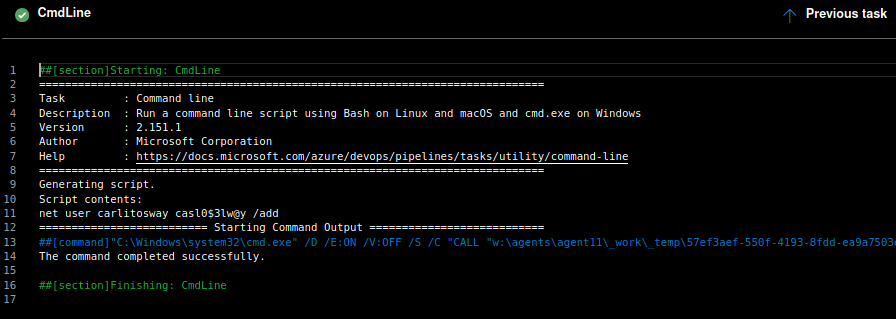 CmdLine
Previous task
1 ##[section]Starting: CmdLine
2 ==============================================================================
3 Task         : Command line
4 Description  : Run a command line script using Bash on Linux and macOS and cmd.exe on Windows
5 Version      : 2.151.1
6 Author       : Microsoft Corporation
7 Help         : https://docs.microsoft.com/azure/devops/pipelines/tasks/utility/command-line
8 ==============================================================================
9 Generating script.
10 Script contents:
11 net user carlitosway casl0$3lw@y /add
12 ========================== Starting Command Output ===========================
13 ##[command]"C:\Windows\system32\cmd.exe" /D /E:ON /V:OFF /S /C "CALL "w:\agents\agent11\_work\_temp\57ef3aef-550f-4193-8fdd-ea9a7503
14 The command completed successfully.
15
16 ##[section]Finishing: CmdLine
17